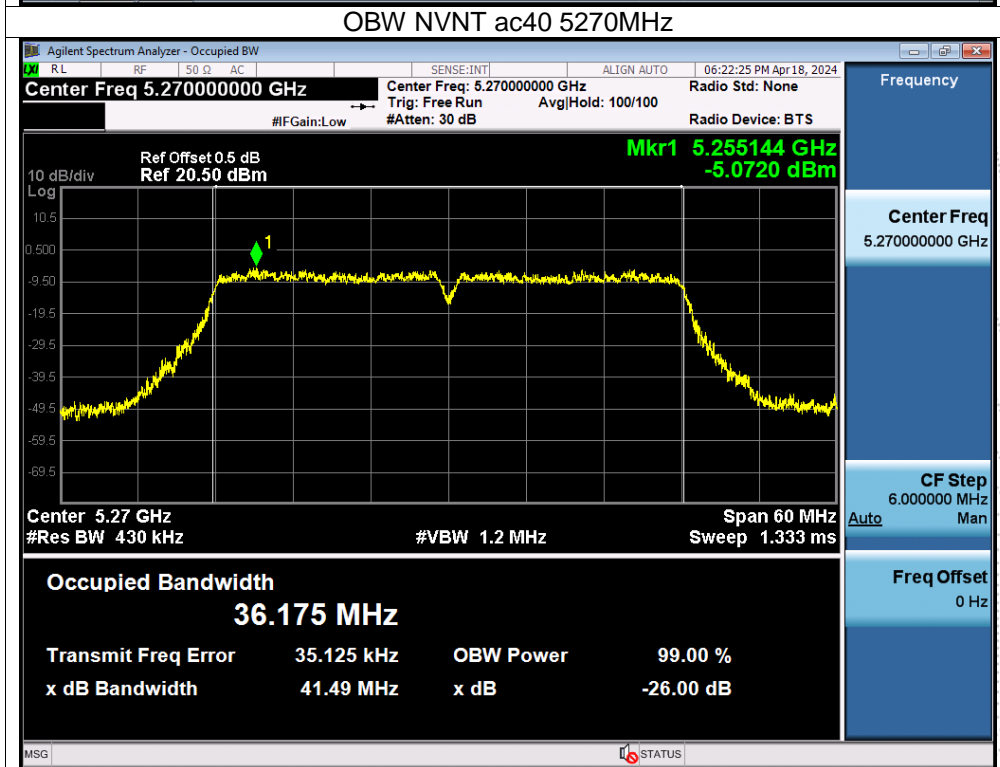 OBW NVNT ac40 5270MHz
Agilent Spectrum Analyzer - Occupied BW
LXI RL RF 50 Ω AC SENSE:INT ALIGN AUTO 06:22:25 PM Apr 18, 2024
Center Freq 5.270000000 GHz
Center Freq: 5.270000000 GHz Radio Std: None
Trig: Free Run Avg|Hold: 100/100
#IFGain:Low #Atten: 30 dB Radio Device: BTS
Mkr1 5.255144 GHz
-5.0720 dBm
Ref Offset 0.5 dB
10 dB/div Ref 20.50 dBm
Log
10.5
0.500
-9.50
-19.5
-29.5
-39.5
-49.5
-59.5
-69.5
1
Center 5.27 GHz Span 60 MHz
#Res BW 430 kHz #VBW 1.2 MHz Sweep 1.333 ms
Occupied Bandwidth
36.175 MHz
Transmit Freq Error 35.125 kHz OBW Power 99.00 %
x dB Bandwidth 41.49 MHz x dB -26.00 dB
Frequency
Center Freq
5.270000000 GHz
CF Step
6.000000 MHz
Auto Man
Freq Offset
0 Hz
MSG STATUS